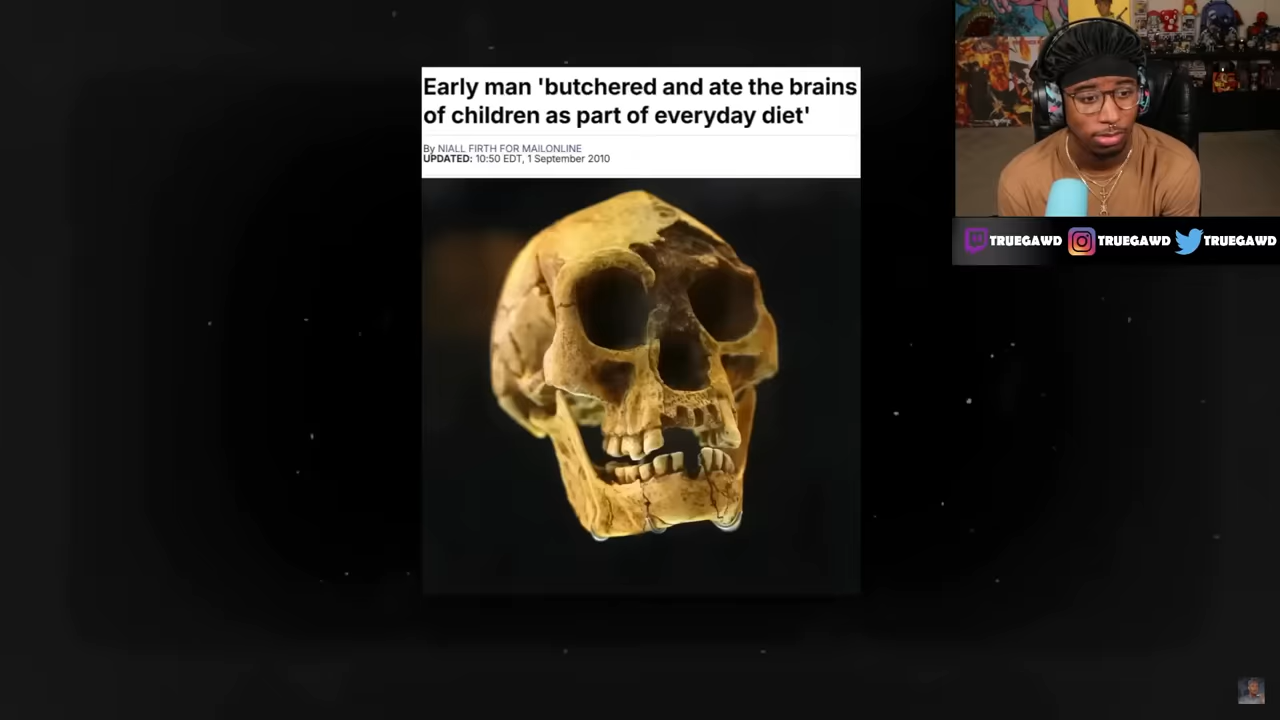 Early man 'butchered and ate the brains
of children as part of everyday diet'
By NIALL FIRTH FOR MAILONLINE
UPDATED: 10:50 EDT, 1 September 2010
TRUEGAWD TRUEGAWD TRUEGAWD